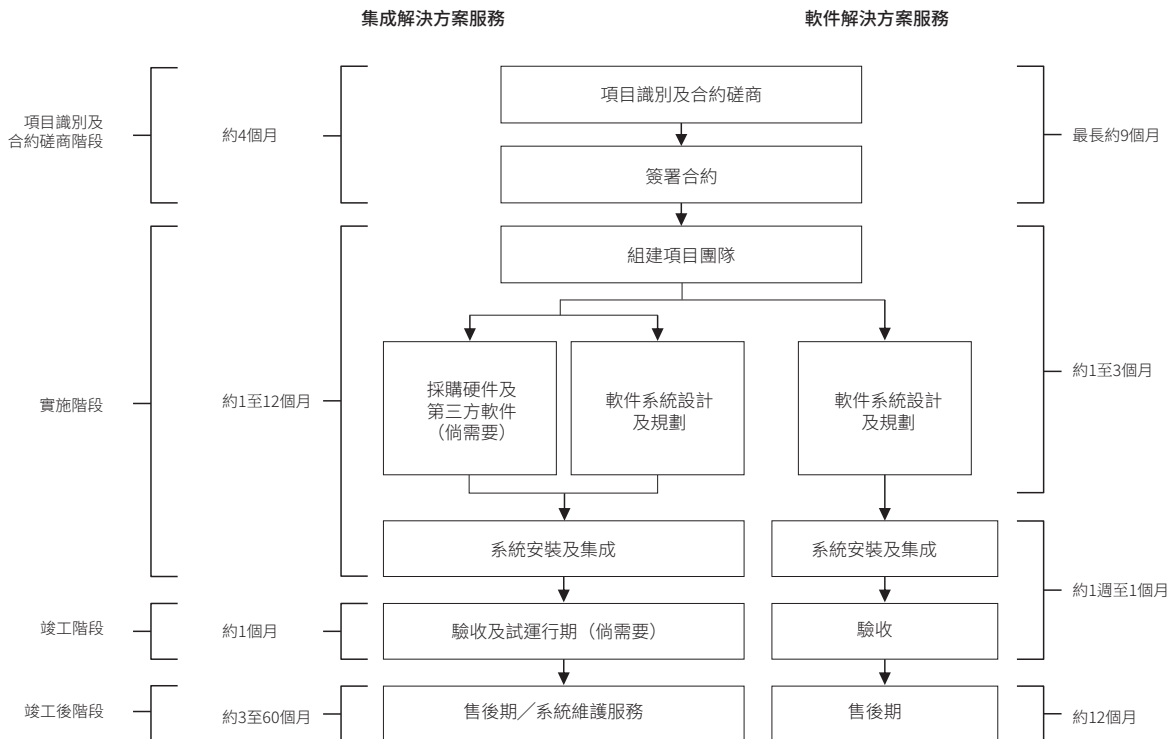 集成解決方案服務
軟件解決方案服務
項目識別及
合約磋商階段
約4個月
項目識別及合約磋商
簽署合約
最長約9個月
實施階段
約1至12個月
組建項目團隊
採購硬件及
第三方軟件
（倘需要）
軟件系統設計
及規劃
軟件系統設計
及規劃
約1至3個月
系統安裝及集成
系統安裝及集成
約1週至1個月
竣工階段
約1個月
驗收及試運行期（倘需要）
驗收
竣工後階段
約3至60個月
售後期／系統維護服務
售後期
約12個月